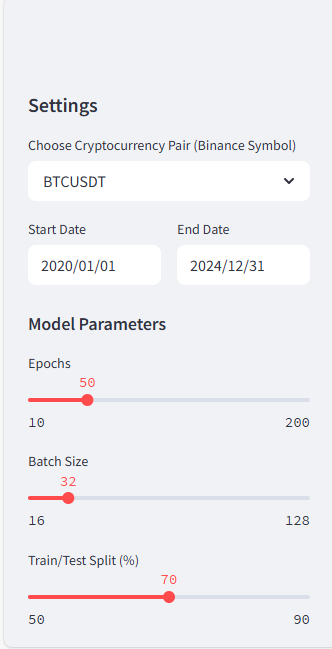 Settings
Choose Cryptocurrency Pair (Binance Symbol)
BTCUSDT
Start Date End Date
2020/01/01 2024/12/31
Model Parameters
Epochs
50
10 200
Batch Size
32
16 128
Train/Test Split (%)
70
50 90